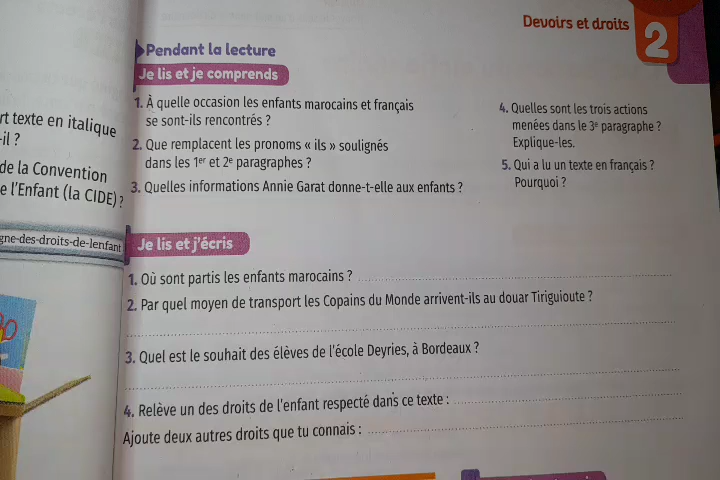 Devoirs et droits
2
Pendant la lecture
Je lis et je comprends
1. À quelle occasion les enfants marocains et français
se sont-ils rencontrés ?
2. Que remplacent les pronoms « ils » soulignés
dans les 1er et 2e paragraphes ?
3. Quelles informations Annie Garat donne-t-elle aux enfants ?
4. Quelles sont les trois actions
menées dans le 3e paragraphe ?
Explique-les.
5. Qui a lu un texte en français ?
Pourquoi ?
Je lis et j'écris
1. Où sont partis les enfants marocains ?
2. Par quel moyen de transport les Copains du Monde arrivent-ils au douar Tiriguioute ?
3. Quel est le souhait des élèves de l'école Deyries, à Bordeaux ?
4. Relève un des droits de l'enfant respecté dans ce texte :
Ajoute deux autres droits que tu connais :
rt texte en italique
-il ?
de la Convention
e l'Enfant (la CIDE) ?
gne-des-droits-de-lenfant